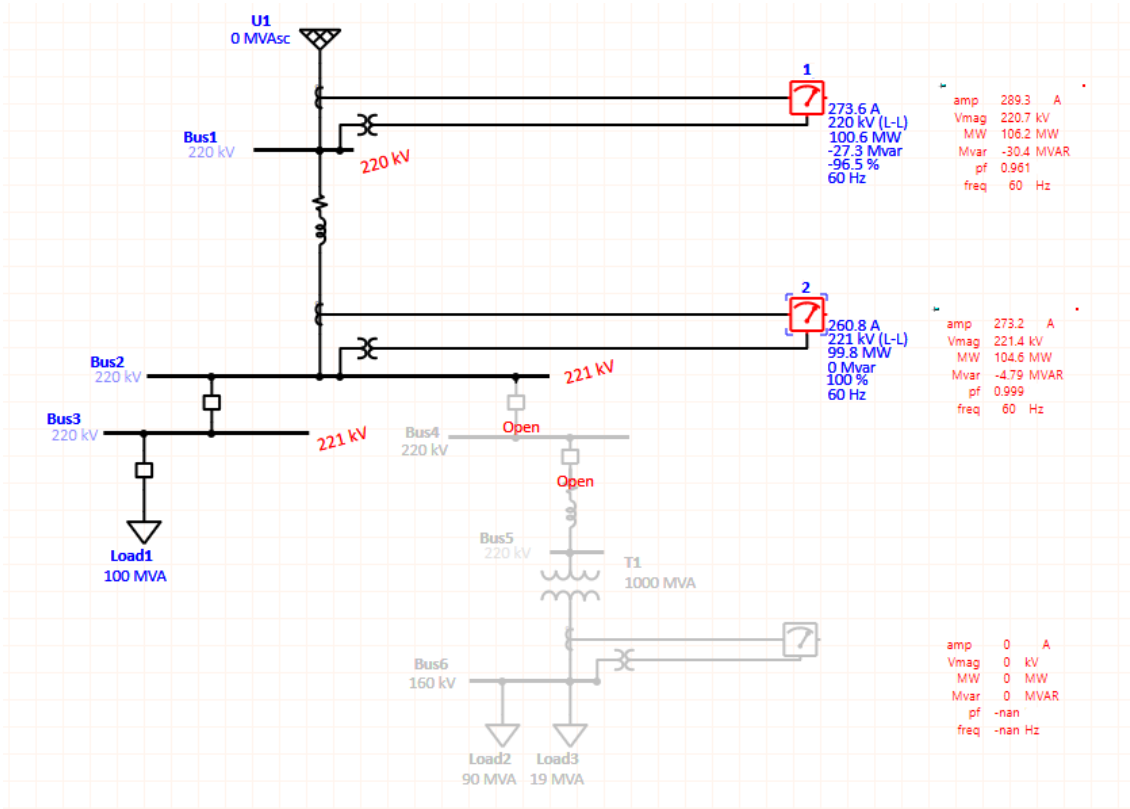 U1
0 MVAsc
1
273.6 A
220 kV (L-L)
100.6 MW
-27.3 Mvar
-96.5 %
60 Hz
amp 289.3 A
Vmag 220.7 kV
MW 106.2 MW
Mvar -30.4 MVAR
pf 0.961
freq 60 Hz
Bus1
220 kV
220 kV
2
260.8 A
221 kV (L-L)
99.8 MW
0 Mvar
100 %
60 Hz
amp 273.2 A
Vmag 221.4 kV
MW 104.6 MW
Mvar -4.79 MVAR
pf 0.999
freq 60 Hz
Bus2
220 kV
221 kV
Bus3
220 kV
221 kV
Open
Bus4
220 kV
Open
Load1
100 MVA
Bus5
220 kV
T1
1000 MVA
Bus6
160 kV
amp 0 A
Vmag 0 kV
MW 0 MW
Mvar 0 MVAR
pf -nan
freq -nan Hz
Load2
90 MVA
Load3
19 MVA